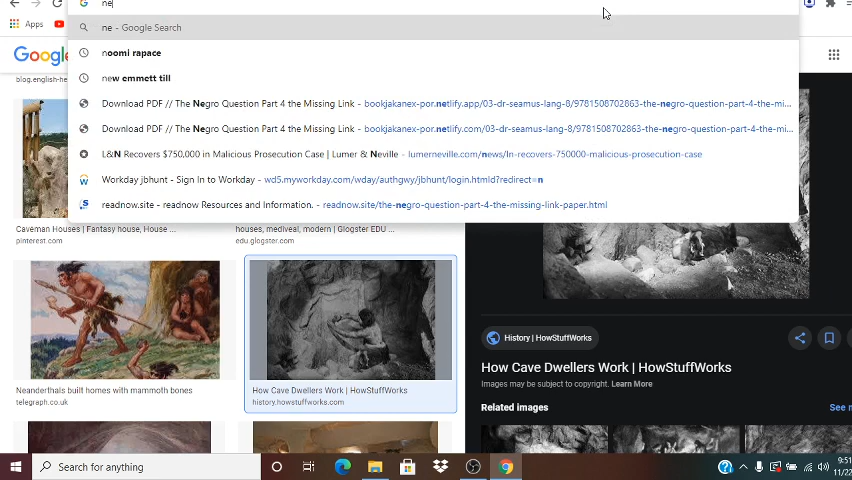 ne
Apps
ne - Google Search
noomi rapace
new emmett till
Download PDF // The Negro Question Part 4 the Missing Link - bookjakanex-por.netlify.app/03-dr-seamus-lang-8/9781508702863-the-negro-question-part-4-the-mi...
Download PDF // The Negro Question Part 4 the Missing Link - bookjakanex-por.netlify.com/03-dr-seamus-lang-8/9781508702863-the-negro-question-part-4-the-mi...
L&N Recovers $750,000 in Malicious Prosecution Case | Lumer & Neville - lumerneville.com/news/ln-recovers-750000-malicious-prosecution-case
Workday jbhunt - Sign In to Workday - wd5.myworkday.com/wday/authgwy/jbhunt/login.htmld?redirect=n
readnow.site - readnow Resources and Information. - readnow.site/the-negro-question-part-4-the-missing-link-paper.html
Google
blog.english-he
Caveman Houses | Fantasy house, House ...
pinterest.com
houses, medieval, modern | Glogster EDU ...
edu.glogster.com
Neanderthals built homes with mammoth bones
telegraph.co.uk
How Cave Dwellers Work | HowStuffWorks
history.howstuffworks.com
History | HowStuffWorks
How Cave Dwellers Work | HowStuffWorks
Images may be subject to copyright. Learn More
Related images
See m
Search for anything
9:51
11/22